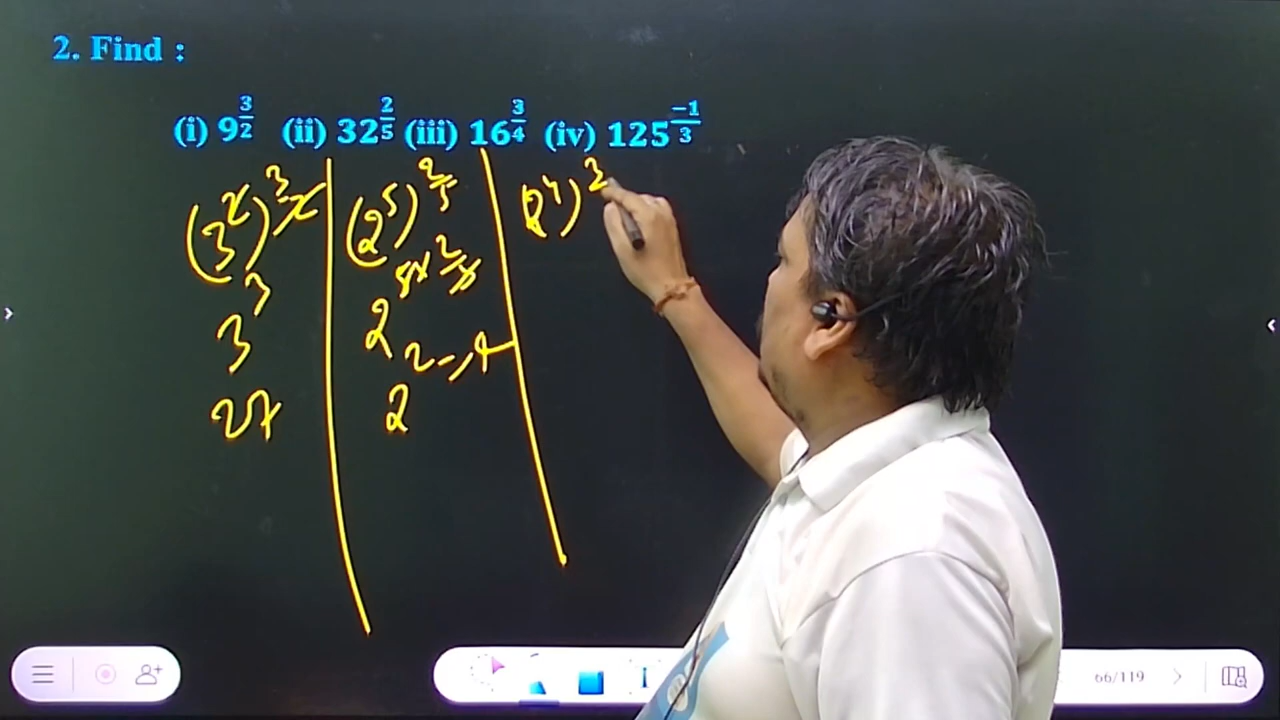 2. Find :
(i) 9^{3/2} (ii) 32^{2/5} (iii) 16^{3/4} (iv) 125^{-1/3}
(3^2)^{3/2}
3^3
27
(2^5)^{2/5}
2^{5×2/5}
2^2 → 4
(2^4)^3
66/119